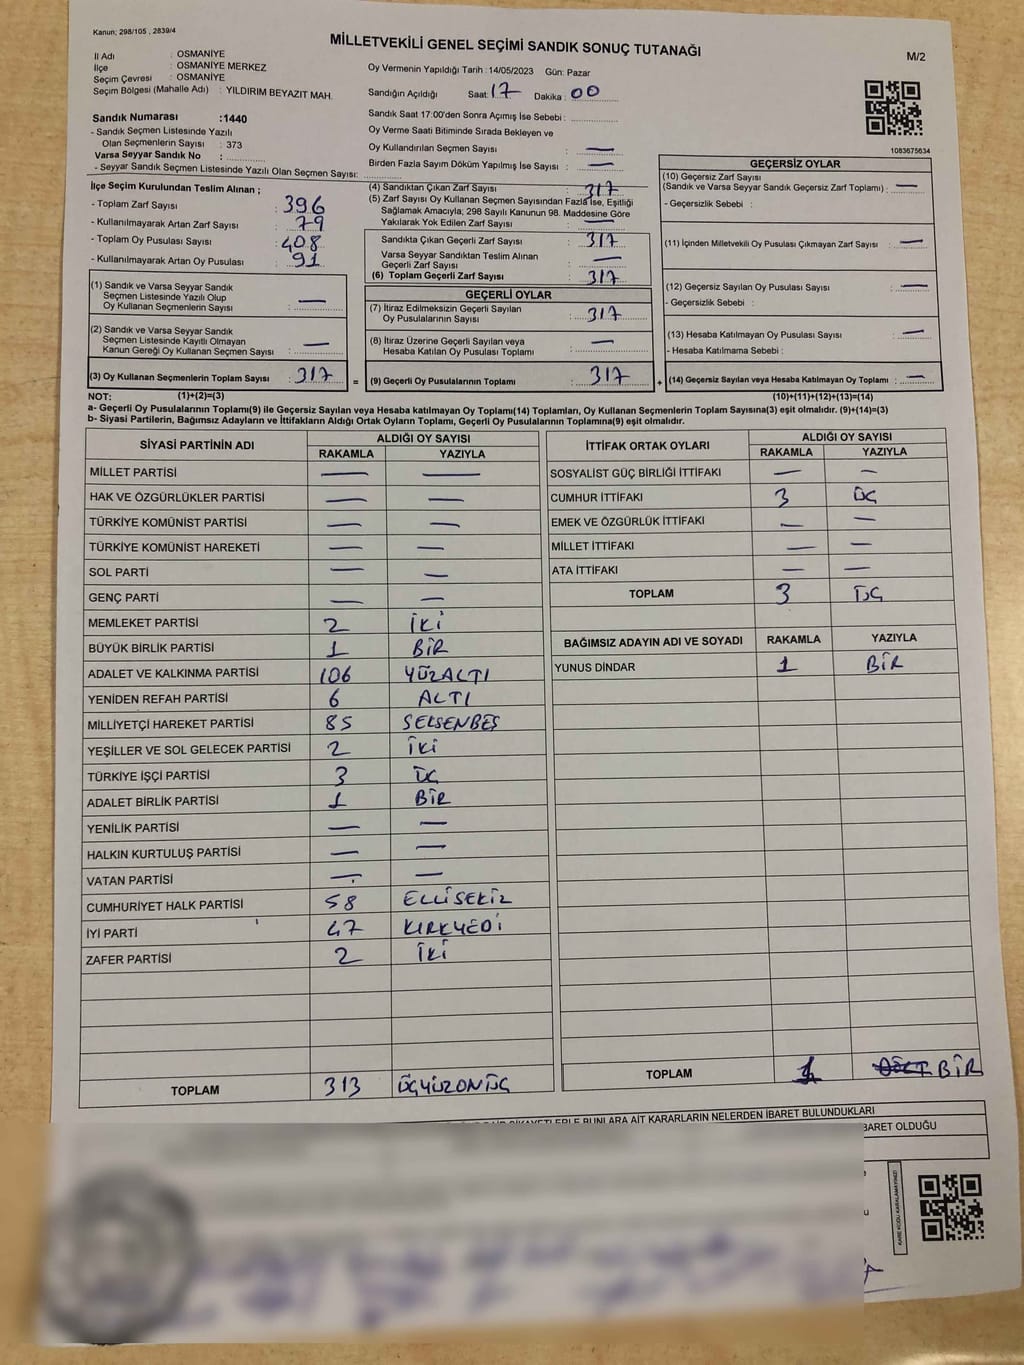 Kanun; 298/105 , 2839/4
MİLLETVEKİLİ GENEL SEÇİMİ SANDIK SONUÇ TUTANAĞI
M/2
İl Adı : OSMANİYE
İlçe : OSMANİYE MERKEZ
Seçim Çevresi : OSMANİYE
Seçim Bölgesi (Mahalle Adı) : YILDIRIM BEYAZIT MAH.
Sandık Numarası :1440
- Sandık Seçmen Listesinde Yazılı
Olan Seçmenlerin Sayısı : 373
Varsa Seyyar Sandık No :
- Seyyar Sandık Seçmen Listesinde Yazılı Olan Seçmen Sayısı:
Oy Vermenin Yapıldığı Tarih :14/05/2023 Gün: Pazar
Sandığın Açıldığı Saat: 17 Dakika : 00
Sandık Saat 17:00'den Sonra Açımış İse Sebebi :
Oy Verme Saati Bitiminde Sırada Bekleyen ve
Oy Kullandırılan Seçmen Sayısı : —
Birden Fazla Sayım Döküm Yapılmış İse Sayısı : —
1083675634
İlçe Seçim Kurulundan Teslim Alınan ;
- Toplam Zarf Sayısı : 396
- Kullanılmayarak Artan Zarf Sayısı : 79
- Toplam Oy Pusulası Sayısı : 408
- Kullanılmayarak Artan Oy Pusulası : 91
(1) Sandık ve Varsa Seyyar Sandık
Seçmen Listesinde Yazılı Olup
Oy Kullanan Seçmenlerin Sayısı : —
(2) Sandık ve Varsa Seyyar Sandık
Seçmen Listesinde Kayıtlı Olmayan
Kanun Gereği Oy Kullanan Seçmen Sayısı : —
(3) Oy Kullanan Seçmenlerin Toplam Sayısı : 317
(4) Sandıktan Çıkan Zarf Sayısı : 317
(5) Zarf Sayısı Oy Kullanan Seçmen Sayısından Fazla İse, Eşitliği
Sağlamak Amacıyla; 298 Sayılı Kanunun 98. Maddesine Göre
Yakılarak Yok Edilen Zarf Sayısı : —
Sandıkta Çıkan Geçerli Zarf Sayısı : 317
Varsa Seyyar Sandıktan Teslim Alınan
Geçerli Zarf Sayısı : —
(6) Toplam Geçerli Zarf Sayısı : 317
GEÇERLİ OYLAR
(7) İtiraz Edilmeksizin Geçerli Sayılan
Oy Pusulalarının Sayısı : 317
(8) İtiraz Üzerine Geçerli Sayılan veya
Hesaba Katılan Oy Pusulası Toplamı : —
= (9) Geçerli Oy Pusulalarının Toplamı : 317
GEÇERSİZ OYLAR
(10) Geçersiz Zarf Sayısı
(Sandık ve Varsa Seyyar Sandık Geçersiz Zarf Toplamı) : —
- Geçersizlik Sebebi :
(11) İçinden Milletvekili Oy Pusulası Çıkmayan Zarf Sayısı : —
(12) Geçersiz Sayılan Oy Pusulası Sayısı : —
- Geçersizlik Sebebi :
(13) Hesaba Katılmayan Oy Pusulası Sayısı : —
- Hesaba Katılmama Sebebi :
+ (14) Geçersiz Sayılan veya Hesaba Katılmayan Oy Toplamı : —
NOT: (1)+(2)=(3) (10)+(11)+(12)+(13)=(14)
a- Geçerli Oy Pusulalarının Toplamı(9) ile Geçersiz Sayılan veya Hesaba katılmayan Oy Toplamı(14) Toplamları, Oy Kullanan Seçmenlerin Toplam Sayısına(3) eşit olmalıdır. (9)+(14)=(3)
b- Siyasi Partilerin, Bağımsız Adayların ve İttifakların Aldığı Ortak Oyların Toplamı, Geçerli Oy Pusulalarının Toplamına(9) eşit olmalıdır.
SİYASİ PARTİNİN ADI ALDIĞI OY SAYISI
RAKAMLA YAZIYLA
MİLLET PARTİSİ — —
HAK VE ÖZGÜRLÜKLER PARTİSİ — —
TÜRKİYE KOMÜNİST PARTİSİ — —
TÜRKİYE KOMÜNİST HAREKETİ — —
SOL PARTİ — —
GENÇ PARTİ — —
MEMLEKET PARTİSİ 2 İKİ
BÜYÜK BİRLİK PARTİSİ 1 BİR
ADALET VE KALKINMA PARTİSİ 106 YÜZALTI
YENİDEN REFAH PARTİSİ 6 ALTI
MİLLİYETÇİ HAREKET PARTİSİ 85 SEKSENBEŞ
YEŞİLLER VE SOL GELECEK PARTİSİ 2 İKİ
TÜRKİYE İŞÇİ PARTİSİ 3 ÜÇ
ADALET BİRLİK PARTİSİ 1 BİR
YENİLİK PARTİSİ — —
HALKIN KURTULUŞ PARTİSİ — —
VATAN PARTİSİ — —
CUMHURİYET HALK PARTİSİ 58 ELLİSEKİZ
İYİ PARTİ 47 KIRKYEDİ
ZAFER PARTİSİ 2 İKİ
TOPLAM 313 ÜÇYÜZONÜÇ
İTTİFAK ORTAK OYLARI ALDIĞI OY SAYISI
RAKAMLA YAZIYLA
SOSYALİST GÜÇ BİRLİĞİ İTTİFAKI — —
CUMHUR İTTİFAKI 3 ÜÇ
EMEK VE ÖZGÜRLÜK İTTİFAKI — —
MİLLET İTTİFAKI — —
ATA İTTİFAKI — —
TOPLAM 3 ÜÇ
BAĞIMSIZ ADAYIN ADI VE SOYADI RAKAMLA YAZIYLA
YUNUS DİNDAR 1 BİR
TOPLAM 1 BİR
BUNLARA AİT KARARLARIN NELERDEN İBARET BULUNDUKLARI
BARET OLDUĞU